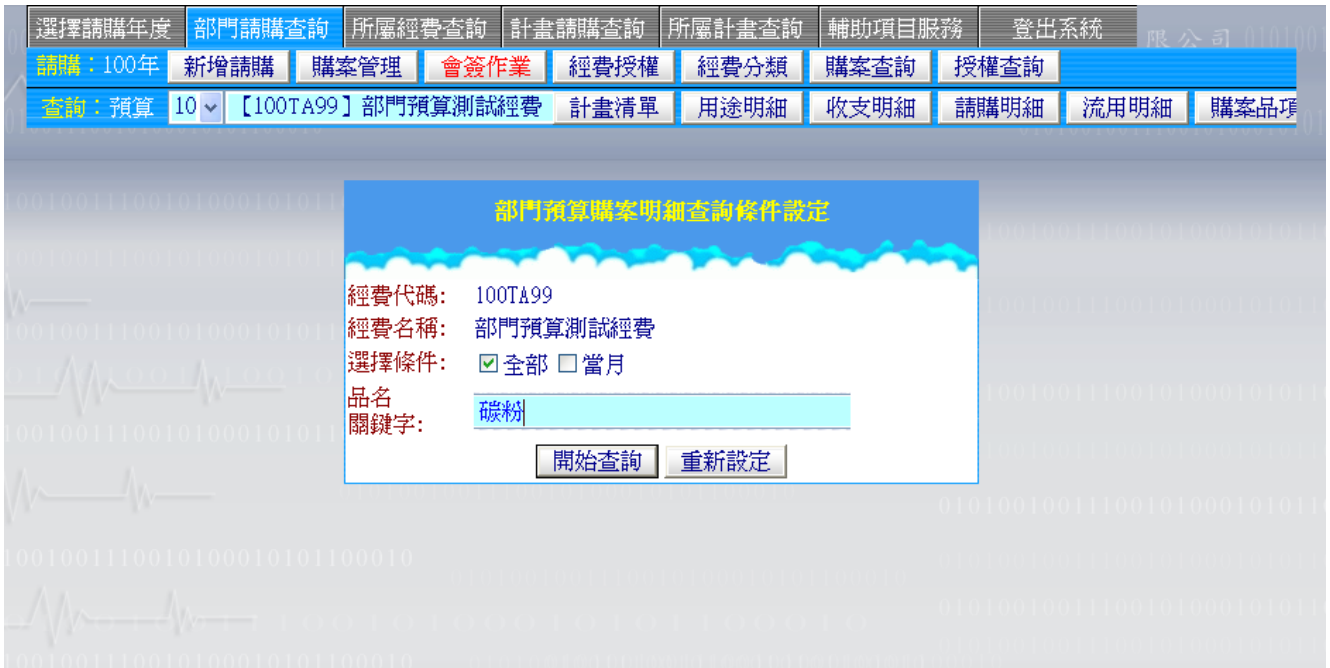 選擇請購年度 部門請購查詢 所屬經費查詢 計畫請購查詢 所屬計畫查詢 輔助項目服務 登出系統 限公司
請購：100年 新增請購 購案管理 會簽作業 經費授權 經費分類 購案查詢 授權查詢
查詢：預算 10 【100TA99】部門預算測試經費 計畫清單 用途明細 收支明細 請購明細 流用明細 購案品項
部門預算購案明細查詢條件設定
經費代碼: 100TA99
經費名稱: 部門預算測試經費
選擇條件: 全部 當月
品名
關鍵字: 碳粉
開始查詢 重新設定